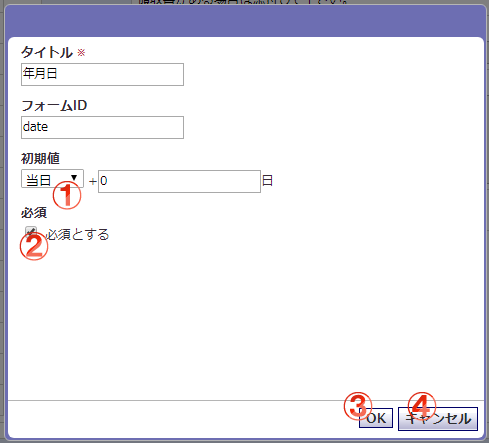 タイトル ※
年月日
フォームID
date
初期値
当日 ▼ + 0 日
①
必須
② 必須とする
③ ④
OK キャンセル